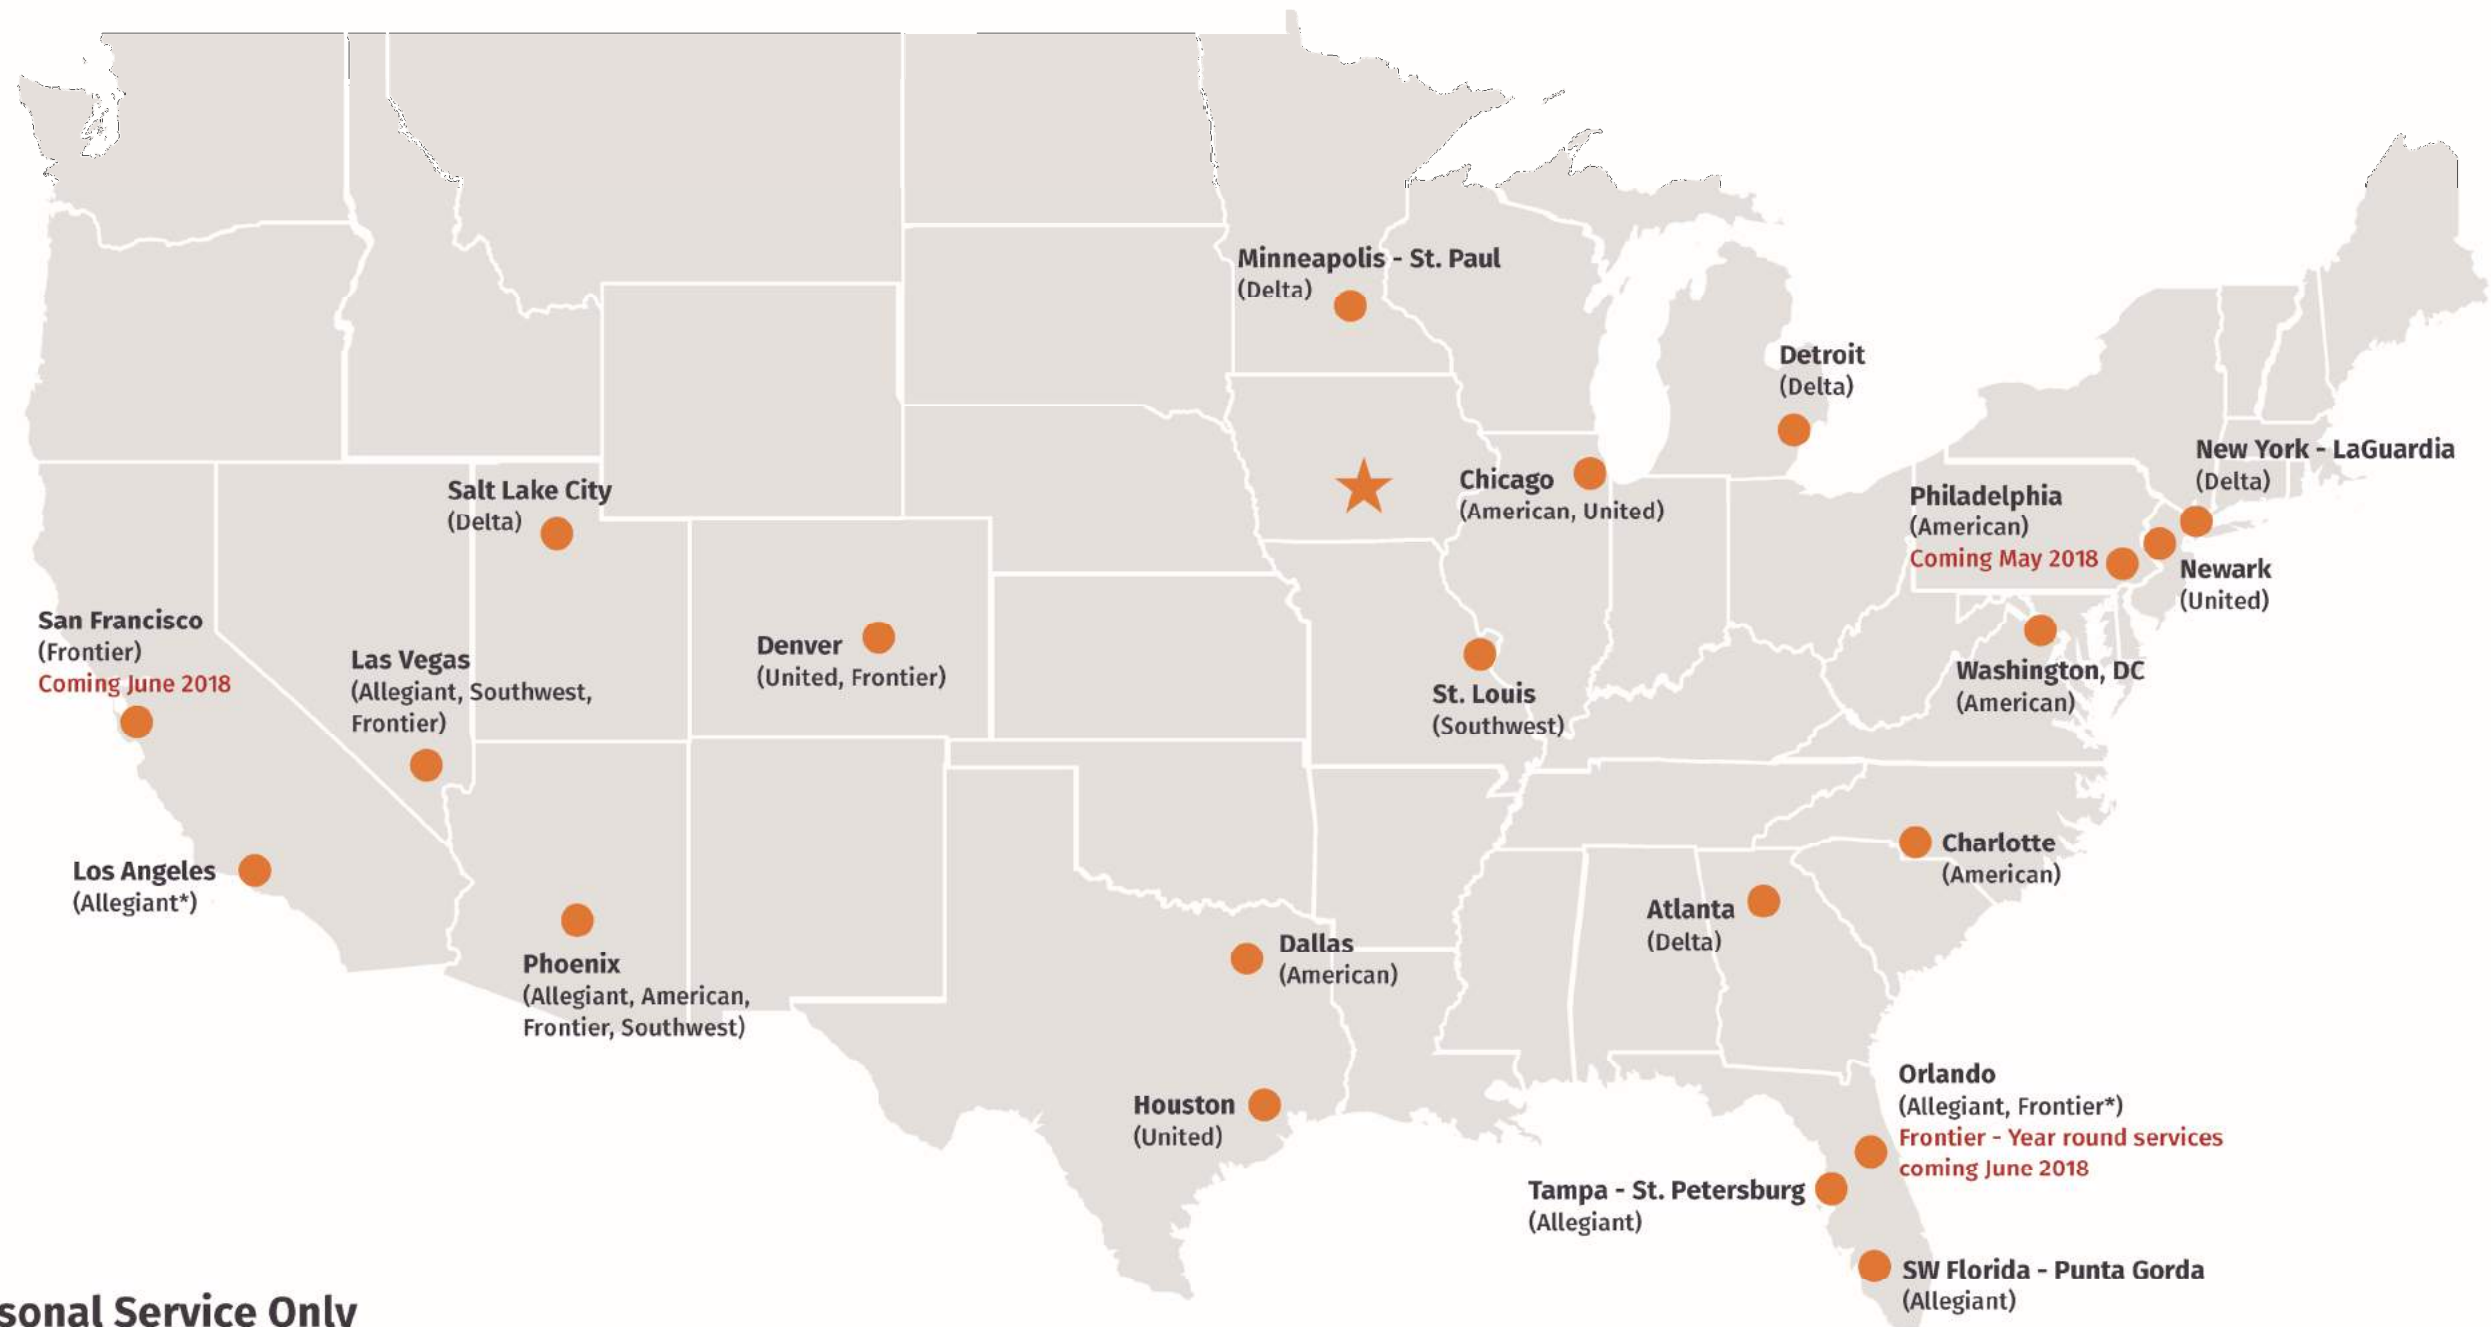 Minneapolis - St. Paul
(Delta)
Detroit
(Delta)
New York - LaGuardia
(Delta)
Philadelphia
(American)
Coming May 2018
Newark
(United)
Washington, DC
(American)
Chicago
(American, United)
Salt Lake City
(Delta)
San Francisco
(Frontier)
Coming June 2018
Las Vegas
(Allegiant, Southwest,
Frontier)
Denver
(United, Frontier)
St. Louis
(Southwest)
Los Angeles
(Allegiant*)
Phoenix
(Allegiant, American,
Frontier, Southwest)
Dallas
(American)
Atlanta
(Delta)
Charlotte
(American)
Houston
(United)
Orlando
(Allegiant, Frontier*)
Frontier - Year round services
coming June 2018
Tampa - St. Petersburg
(Allegiant)
SW Florida - Punta Gorda
(Allegiant)
sonal Service Only